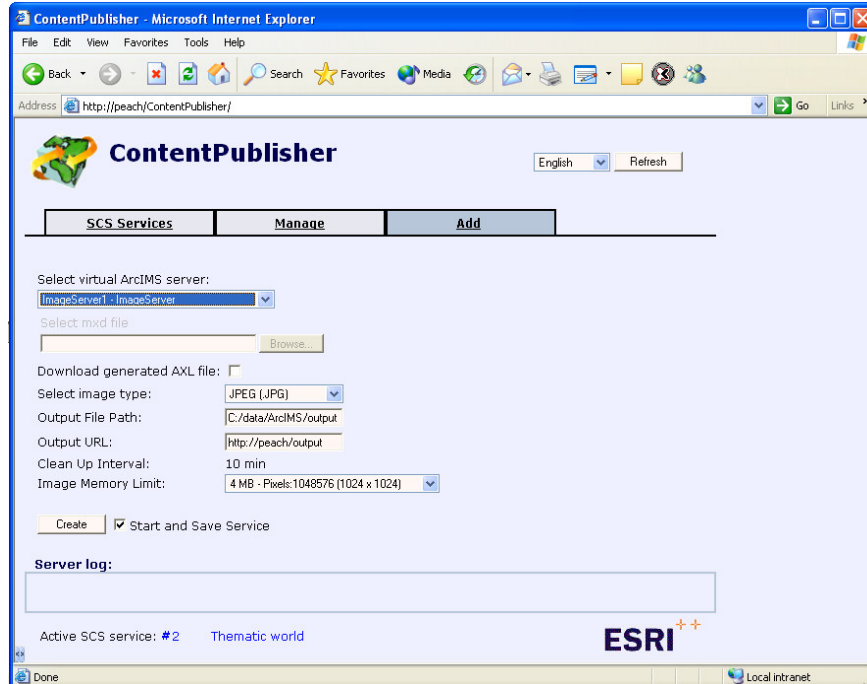 ContentPublisher - Microsoft Internet Explorer
File Edit View Favorites Tools Help
Back Search Favorites Media
Address http://peach/ContentPublisher/ Go Links
ContentPublisher
English Refresh
SCS Services Manage Add
Select virtual ArcIMS server:
ImageServer1 - ImageServer
Select mxd file
Browse...
Download generated AXL file:
Select image type: JPEG (.JPG)
Output File Path: C:/data/ArcIMS/output
Output URL: http://peach/output
Clean Up Interval: 10 min
Image Memory Limit: 4 MB - Pixels:1048576 (1024 x 1024)
Create Start and Save Service
Server log:
Active SCS service: #2 Thematic world
ESRI++
Done Local intranet